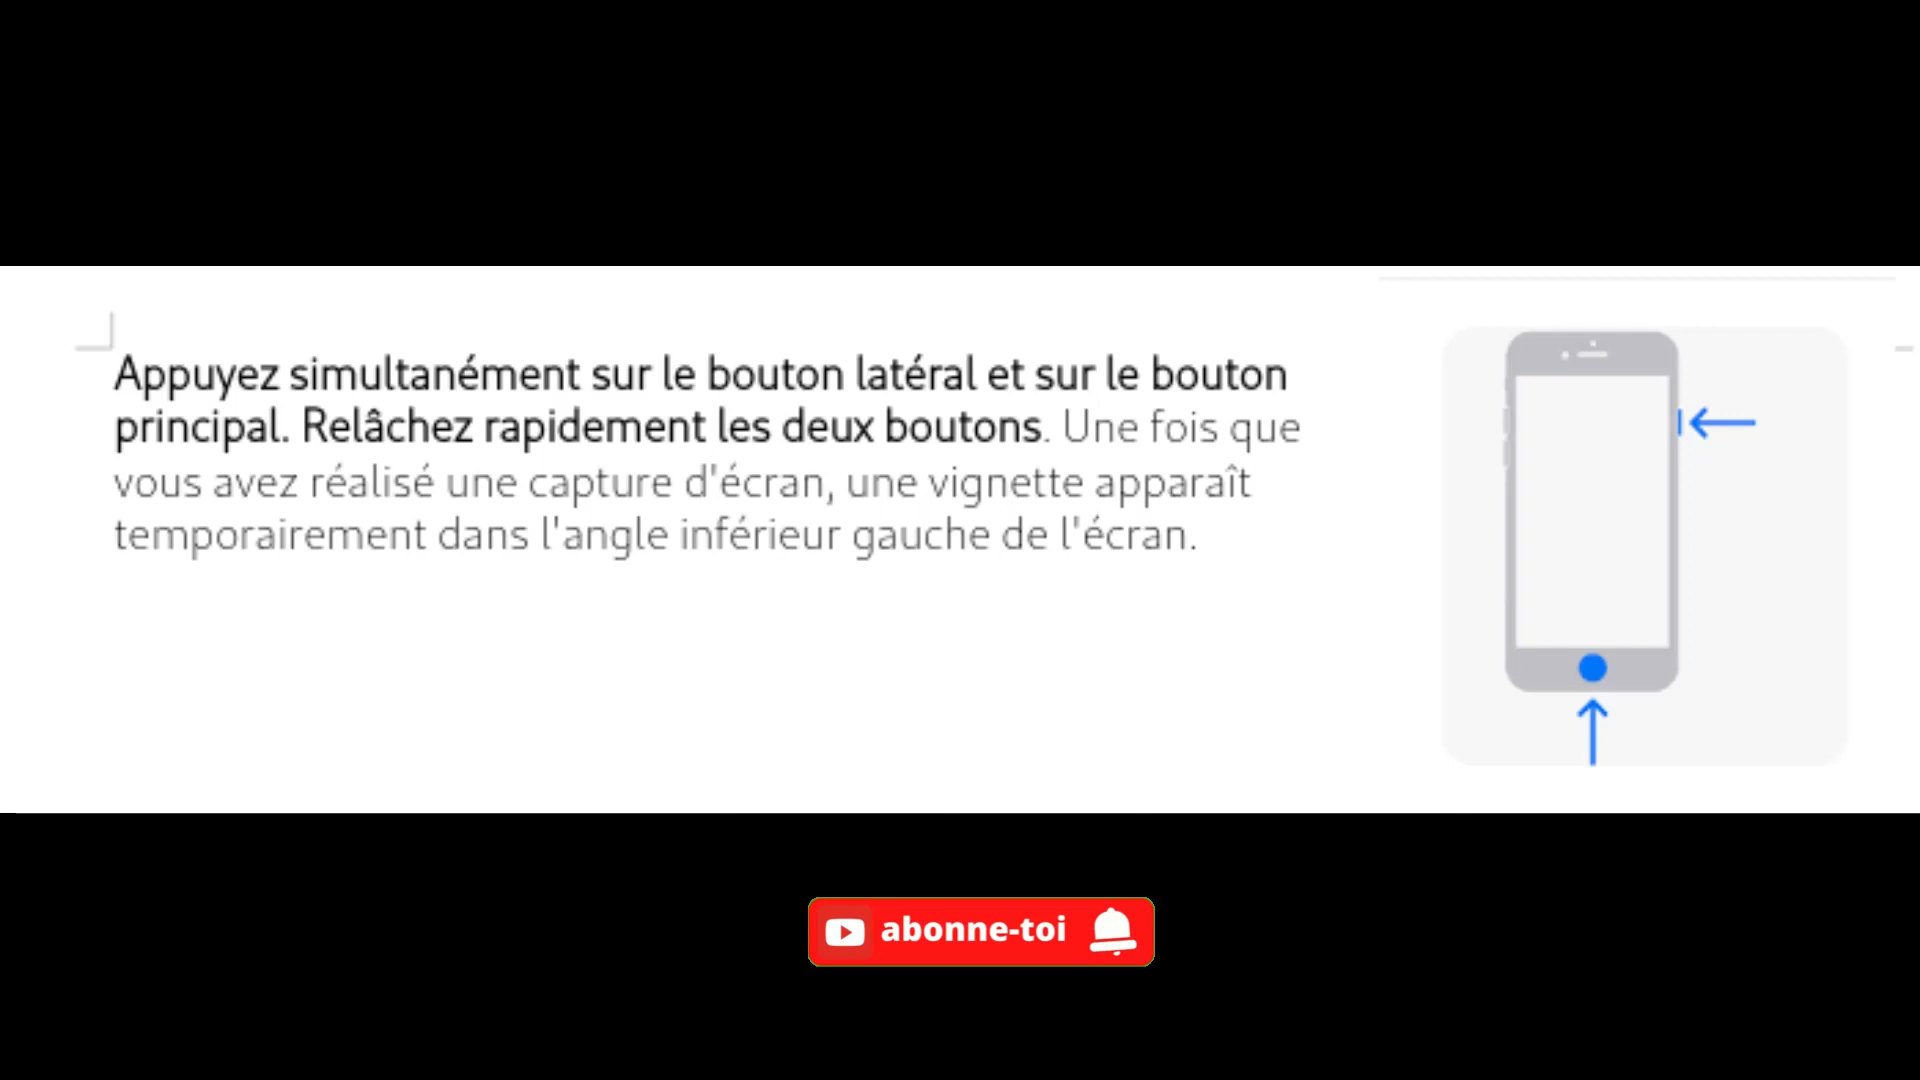 Appuyez simultanément sur le bouton latéral et sur le bouton
principal. Relâchez rapidement les deux boutons. Une fois que
vous avez réalisé une capture d'écran, une vignette apparaît
temporairement dans l'angle inférieur gauche de l'écran.
abonne-toi